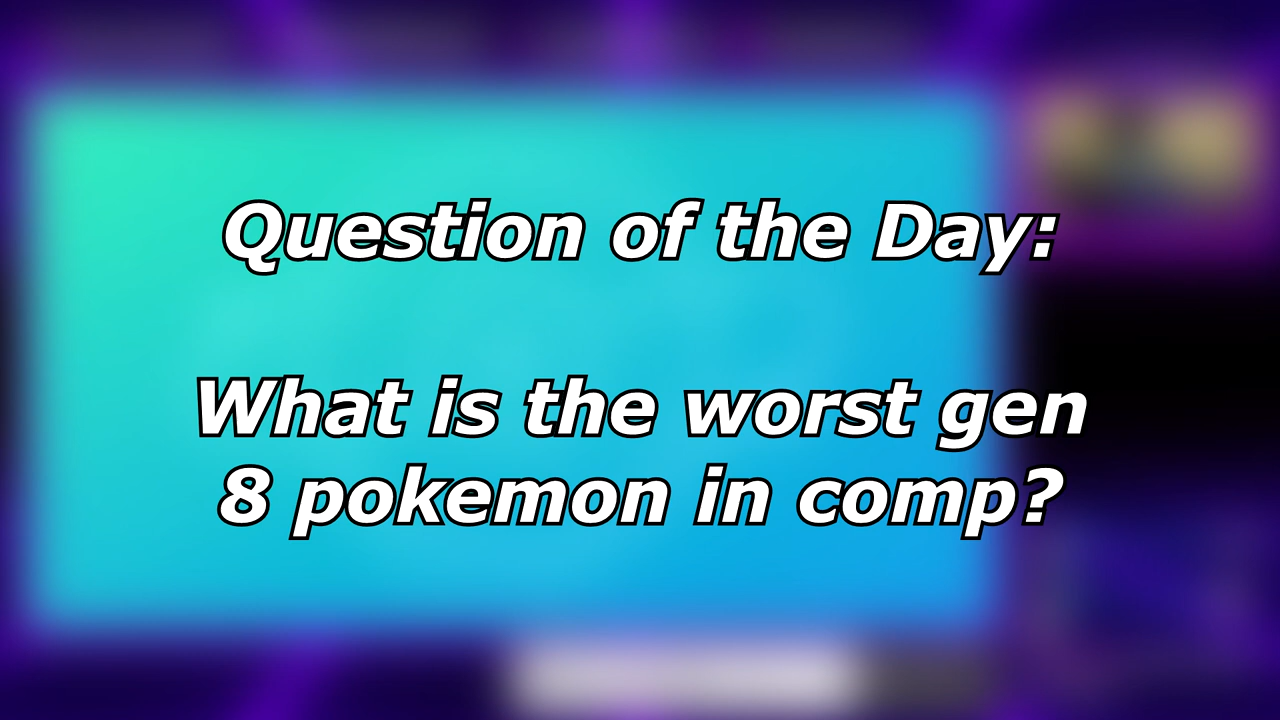 Question of the Day:
What is the worst gen
8 pokemon in comp?